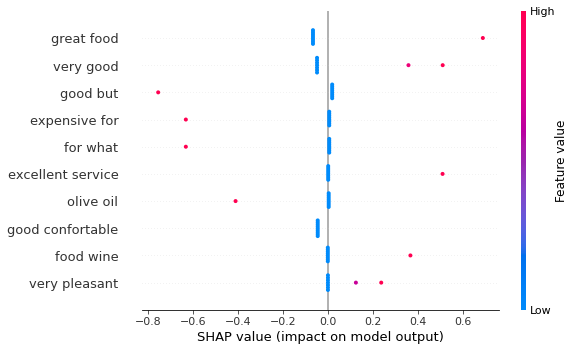 High
great food
very good
good but
expensive for
for what
excellent service
olive oil
good confortable
food wine
very pleasant
Feature value
Low
−0.8 −0.6 −0.4 −0.2 0.0 0.2 0.4 0.6
SHAP value (impact on model output)